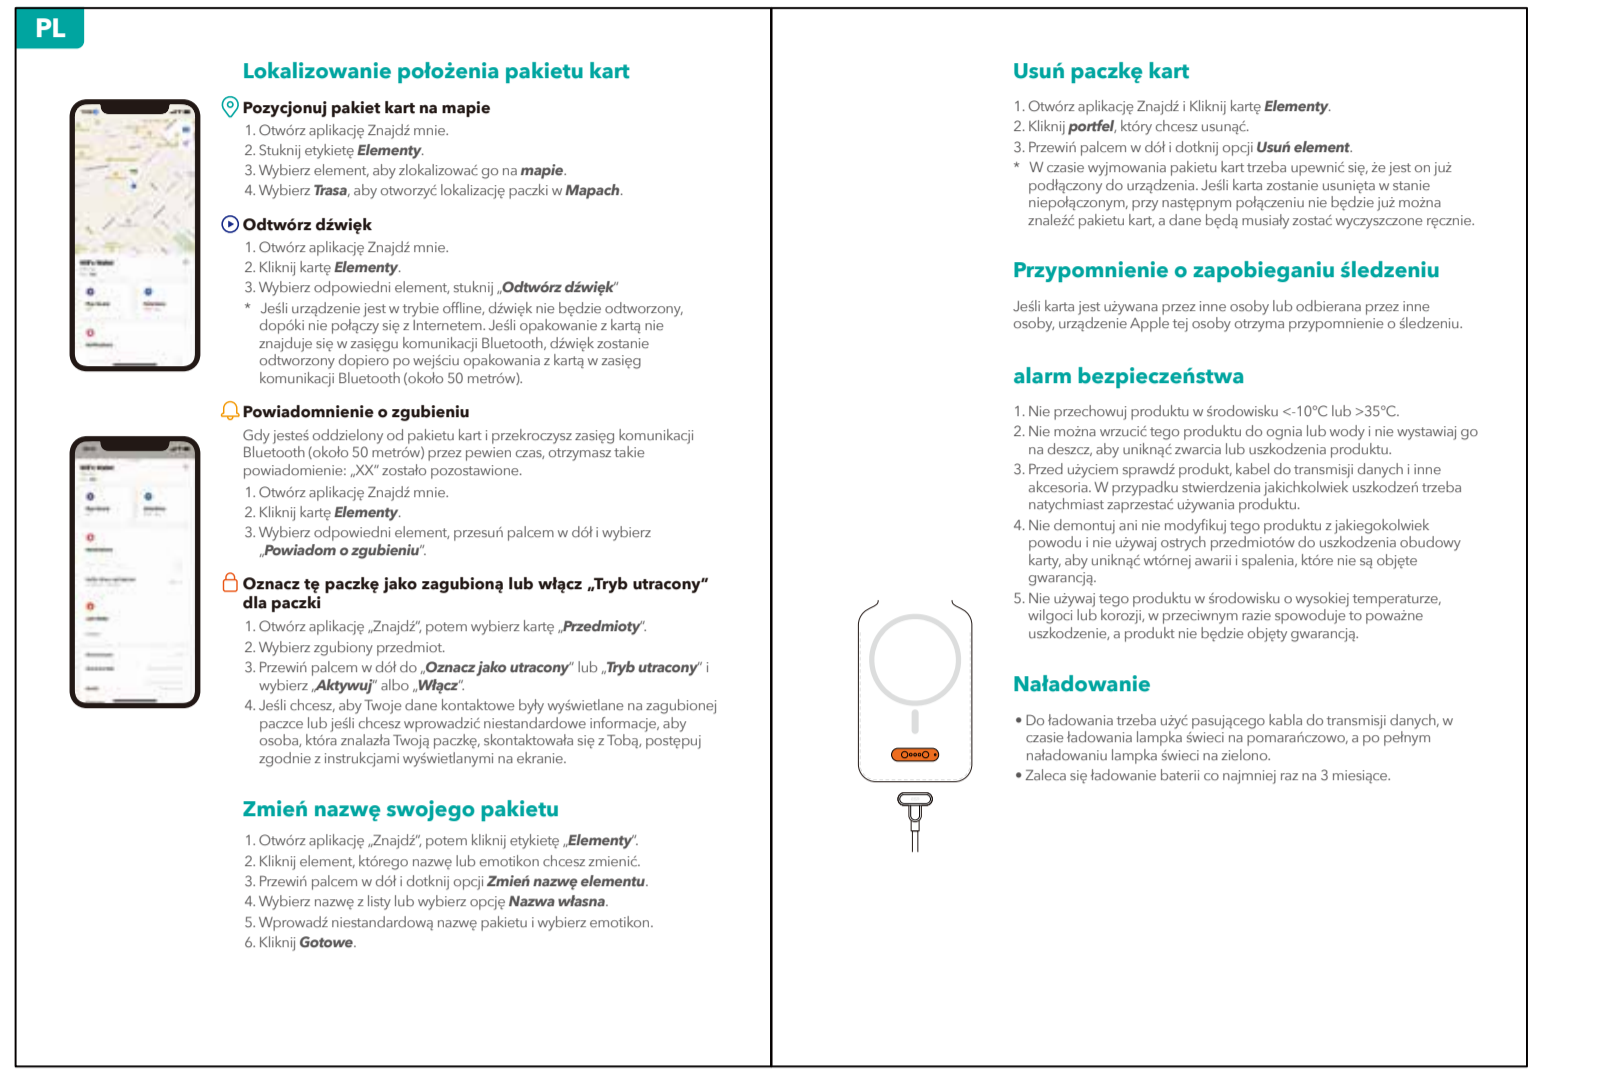 PL
Lokalizowanie położenia pakietu kart
Pozycjonuj pakiet kart na mapie
1. Otwórz aplikację Znajdź mnie.
2. Stuknij etykietę Elementy.
3. Wybierz element, aby zlokalizować go na mapie.
4. Wybierz Trasa, aby otworzyć lokalizację paczki w Mapach.
Odtwórz dźwięk
1. Otwórz aplikację Znajdź mnie.
2. Kliknij kartę Elementy.
3. Wybierz odpowiedni element, stuknij „Odtwórz dźwięk“
* Jeśli urządzenie jest w trybie offline, dźwięk nie będzie odtworzony,
dopóki nie połączy się z Internetem. Jeśli opakowanie z kartą nie
znajduje się w zasięgu komunikacji Bluetooth, dźwięk zostanie
odtworzony dopiero po wejściu opakowania z kartą w zasięg
komunikacji Bluetooth (około 50 metrów).
Powiadomnienie o zgubieniu
Gdy jesteś oddzielony od pakietu kart i przekroczysz zasięg komunikacji
Bluetooth (około 50 metrów) przez pewien czas, otrzymasz takie
powiadomienie: „XX“ zostało pozostawione.
1. Otwórz aplikację Znajdź mnie.
2. Kliknij kartę Elementy.
3. Wybierz odpowiedni element, przesuń palcem w dół i wybierz
„Powiadom o zgubieniu“.
Oznacz tę paczkę jako zagubioną lub włącz „Tryb utracony“
dla paczki
1. Otwórz aplikację „Znajdź“, potem wybierz kartę „Przedmioty“.
2. Wybierz zgubiony przedmiot.
3. Przewiń palcem w dół do „Oznacz jako utracony“ lub „Tryb utracony“ i
wybierz „Aktywuj“ albo „Włącz“.
4. Jeśli chcesz, aby Twoje dane kontaktowe były wyświetlane na zagubionej
paczce lub jeśli chcesz wprowadzić niestandardowe informacje, aby
osoba, która znalazła Twoją paczkę, skontaktowała się z Tobą, postępuj
zgodnie z instrukcjami wyświetlanymi na ekranie.
Zmień nazwę swojego pakietu
1. Otwórz aplikację „Znajdź“, potem kliknij etykietę „Elementy“.
2. Kliknij element, którego nazwę lub emotikon chcesz zmienić.
3. Przewiń palcem w dół i dotknij opcji Zmień nazwę elementu.
4. Wybierz nazwę z listy lub wybierz opcję Nazwa własna.
5. Wprowadź niestandardową nazwę pakietu i wybierz emotikon.
6. Kliknij Gotowe.
Usuń paczkę kart
1. Otwórz aplikację Znajdź i Kliknij kartę Elementy.
2. Kliknij portfel, który chcesz usunąć.
3. Przewiń palcem w dół i dotknij opcji Usuń element.
* W czasie wyjmowania pakietu kart trzeba upewnić się, że jest on już
podłączony do urządzenia. Jeśli karta zostanie usunięta w stanie
niepołączonym, przy następnym połączeniu nie będzie już można
znaleźć pakietu kart, a dane będą musiały zostać wyczyszczone ręcznie.
Przypomnienie o zapobieganiu śledzeniu
Jeśli karta jest używana przez inne osoby lub odbierana przez inne
osoby, urządzenie Apple tej osoby otrzyma przypomnienie o śledzeniu.
alarm bezpieczeństwa
1. Nie przechowuj produktu w środowisku <-10°C lub >35°C.
2. Nie można wrzucić tego produktu do ognia lub wody i nie wystawiaj go
na deszcz, aby uniknąć zwarcia lub uszkodzenia produktu.
3. Przed użyciem sprawdź produkt, kabel do transmisji danych i inne
akcesoria. W przypadku stwierdzenia jakichkolwiek uszkodzeń trzeba
natychmiast zaprzestać używania produktu.
4. Nie demontuj ani nie modyfikuj tego produktu z jakiegokolwiek
powodu i nie używaj ostrych przedmiotów do uszkodzenia obudowy
karty, aby uniknąć wtórnej awarii i spalenia, które nie są objęte
gwarancją.
5. Nie używaj tego produktu w środowisku o wysokiej temperaturze,
wilgoci lub korozji, w przeciwnym razie spowoduje to poważne
uszkodzenie, a produkt nie będzie objęty gwarancją.
Naładowanie
• Do ładowania trzeba użyć pasującego kabla do transmisji danych, w
czasie ładowania lampka świeci na pomarańczowo, a po pełnym
naładowaniu lampka świeci na zielono.
• Zaleca się ładowanie baterii co najmniej raz na 3 miesiące.